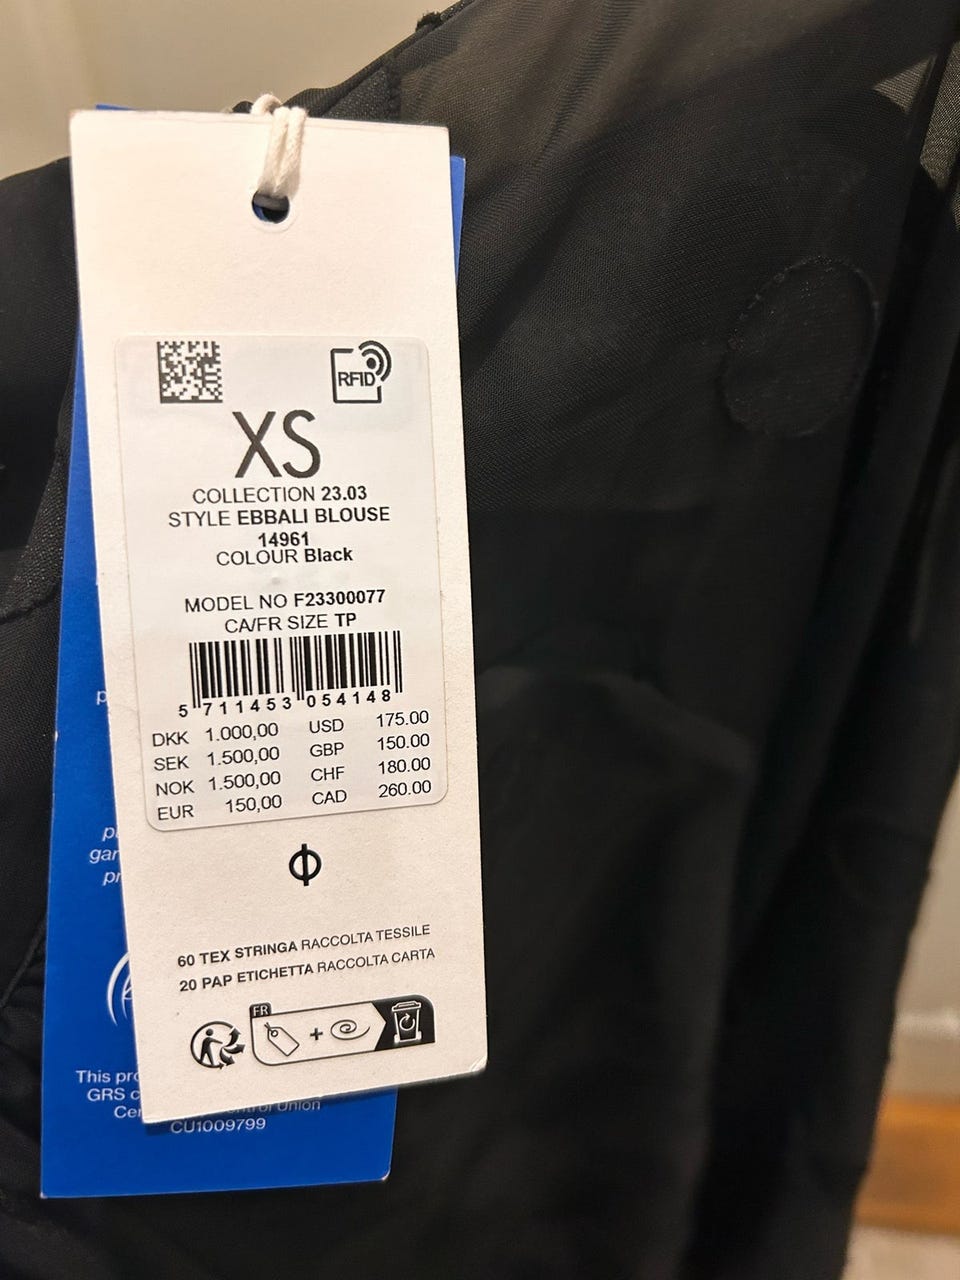 RFID
XS
COLLECTION 23.03
STYLE EBBALI BLOUSE
14961
COLOUR Black
MODEL NO F23300077
CA/FR SIZE TP
5 711453 054148
DKK 1.000,00 USD 175.00
SEK 1.500,00 GBP 150.00
NOK 1.500,00 CHF 180.00
EUR 150,00 CAD 260.00
60 TEX STRINGA RACCOLTA TESSILE
20 PAP ETICHETTA RACCOLTA CARTA
FR
+
This
GRS
Union
CU1009799